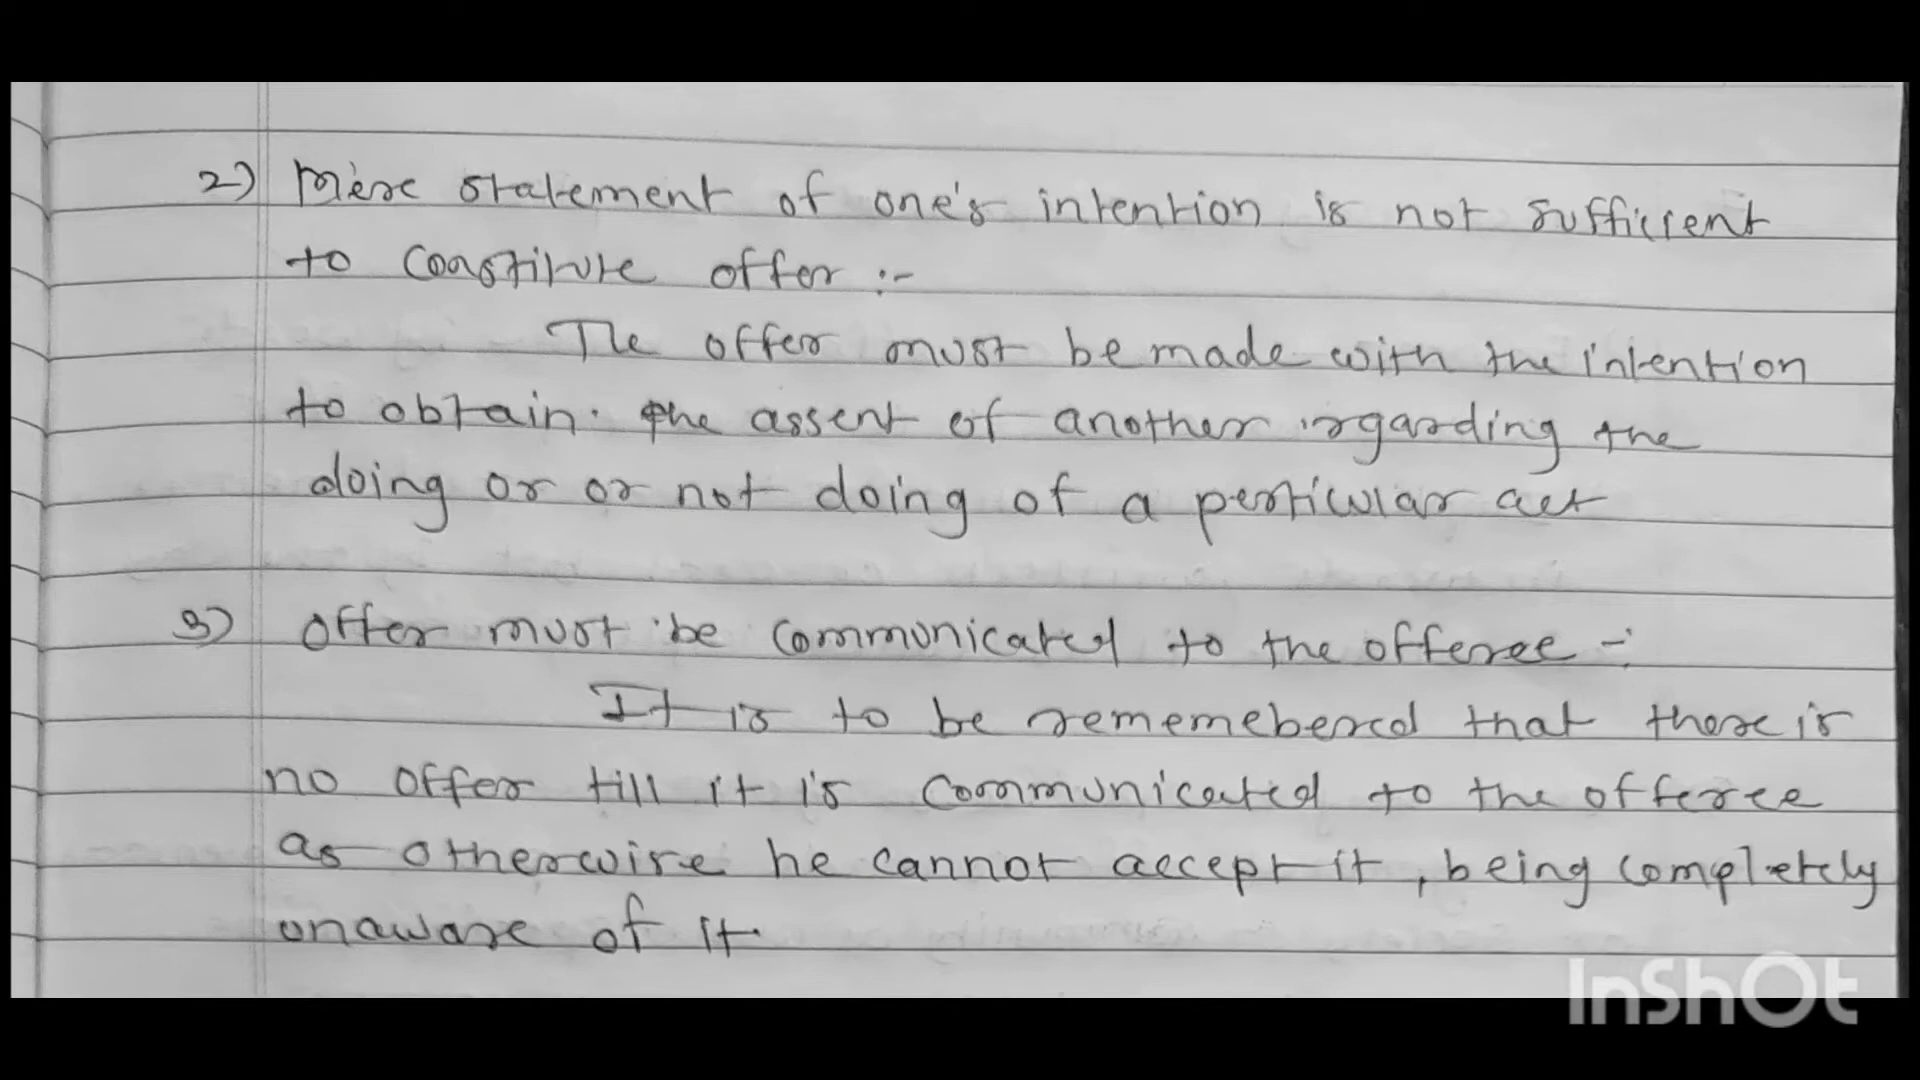 2) Mere statement of one's intention is not sufficient
to constitute offer :-
The offer must be made with the intention
to obtain. the assent of another rgarding the
doing or or not doing of a perticular act
3) offer must be communicated to the offeree -:
It is to be rememebered that there is
no offer till it is communicated to the offeree
as otherwise he cannot accept it, being completely
unaware of it.
InShOt